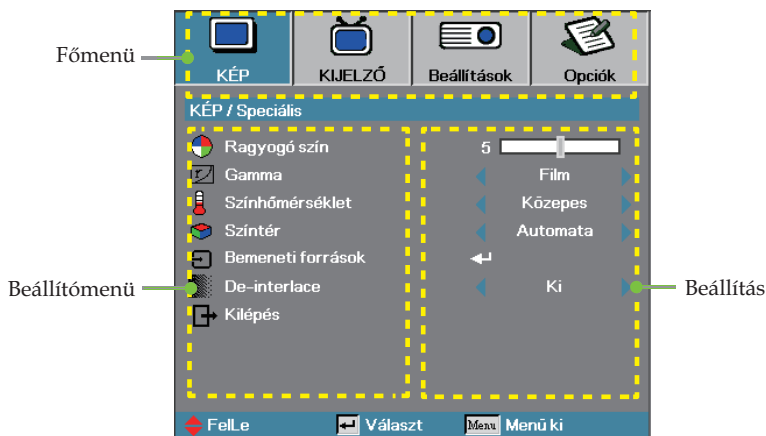 Főmenü
KÉP KIJELZŐ Beállítások Opciók
KÉP / Speciális
Ragyogó szín 5
Gamma Film
Színhőmérséklet Közepes
Színtér Automata
Bemeneti források
Beállítómenü De-interlace Ki Beállítás
Kilépés
FelLe Választ Menu Menü ki